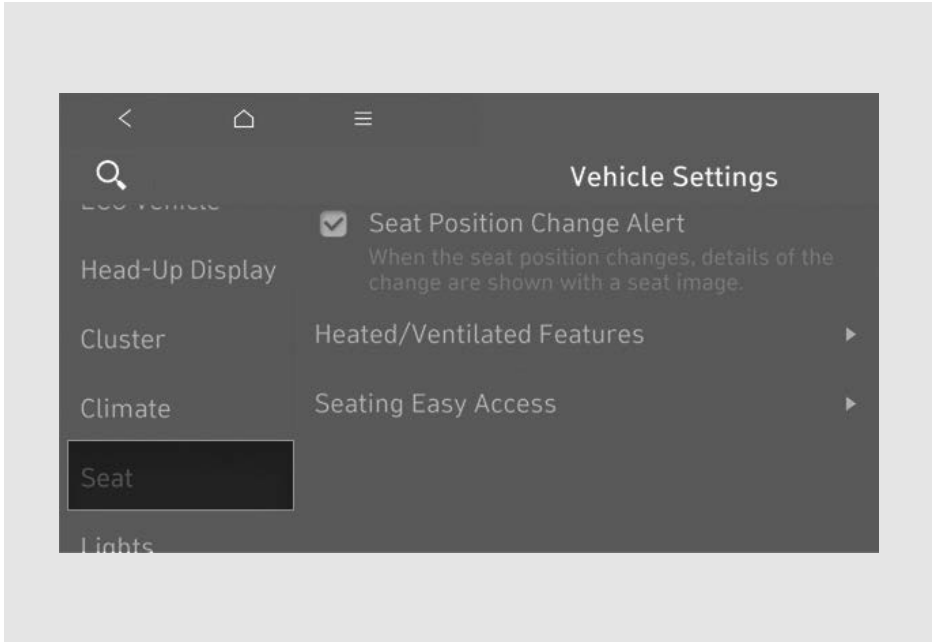 Vehicle Settings
Head-Up Display
Cluster
Climate
Seat
Lights
Seat Position Change Alert
When the seat position changes, details of the
change are shown with a seat image.
Heated/Ventilated Features
Seating Easy Access